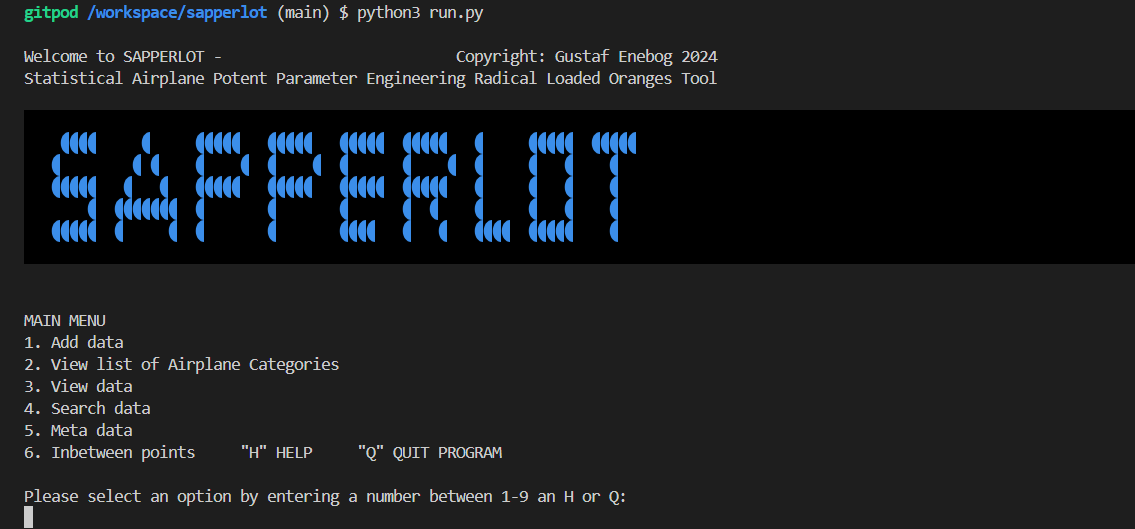 gitpod /workspace/sapperlot (main) $ python3 run.py
Welcome to SAPPERLOT -                          Copyright: Gustaf Enebog 2024
Statistical Airplane Potent Parameter Engineering Radical Loaded Oranges Tool
SAPPERLOT
MAIN MENU
1. Add data
2. View list of Airplane Categories
3. View data
4. Search data
5. Meta data
6. Inbetween points     "H" HELP     "Q" QUIT PROGRAM
Please select an option by entering a number between 1-9 an H or Q: